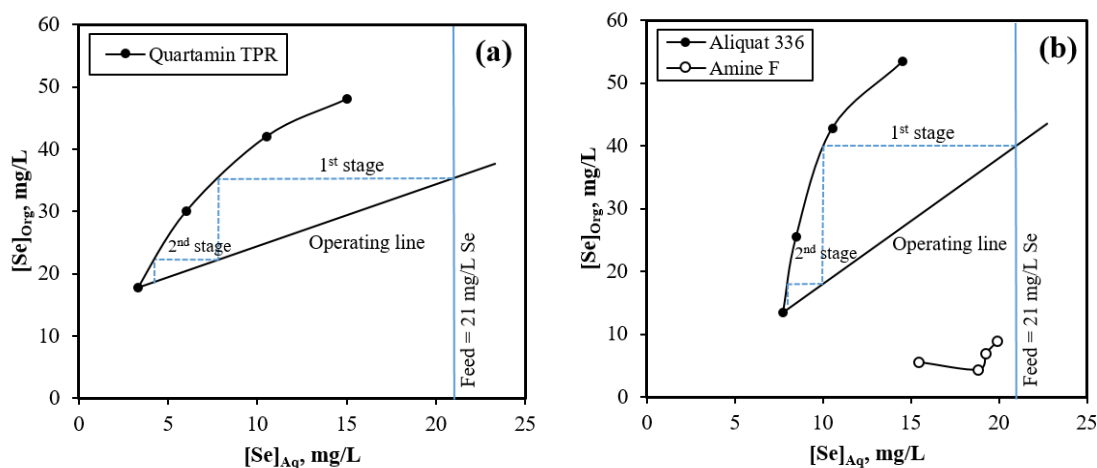 Quartamin TPR
(a)
[Se]Org, mg/L
60
50
40
30
20
10
0
1st stage
2nd stage
Operating line
Feed = 21 mg/L Se
0 5 10 15 20 25
[Se]Aq, mg/L
Aliquat 336
Amine F
(b)
[Se]Org, mg/L
60
50
40
30
20
10
0
1st stage
2nd stage
Operating line
Feed = 21 mg/L Se
0 5 10 15 20 25
[Se]Aq, mg/L